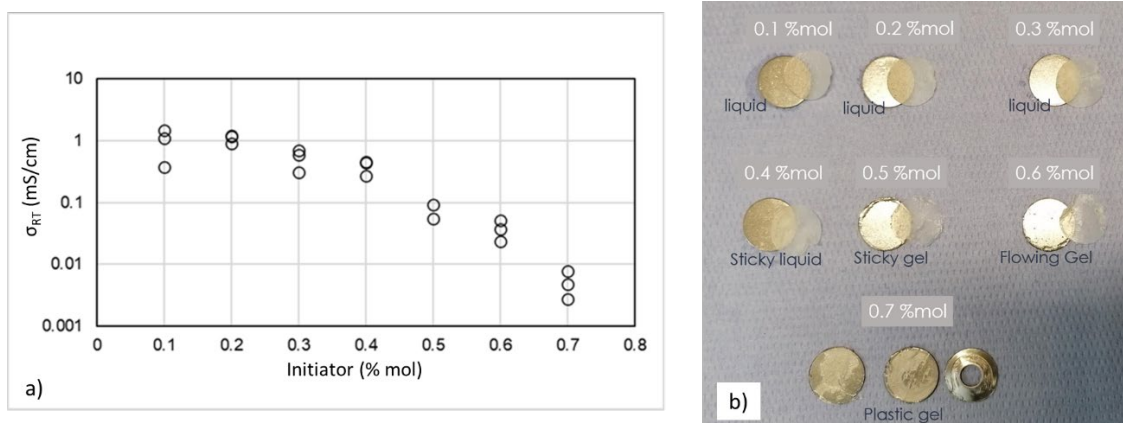 10
1
0.1
0.01
0.001
σRT (mS/cm)
0 0.1 0.2 0.3 0.4 0.5 0.6 0.7 0.8
Initiator (% mol)
a)
0.1 %mol 0.2 %mol 0.3 %mol
liquid liquid liquid
0.4 %mol 0.5 %mol 0.6 %mol
Sticky liquid Sticky gel Flowing Gel
0.7 %mol
Plastic gel
b)